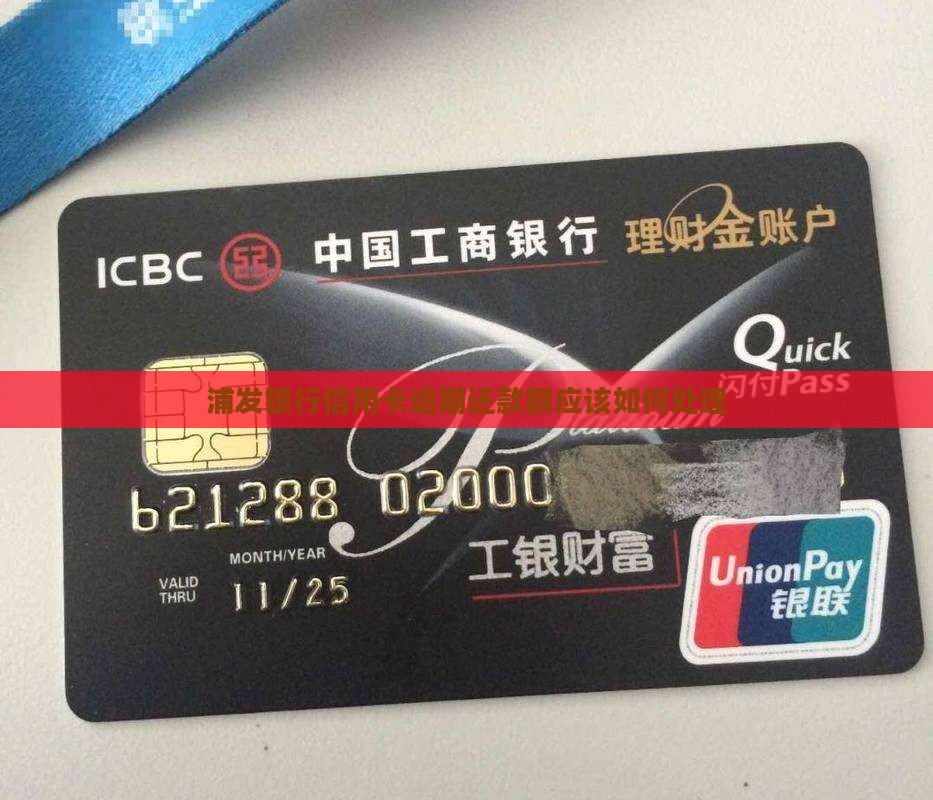 ICBC 中国工商银行 理财金账户
Quick
闪付Pass
浦发银行信用卡逾期还款额应该如何处理
Platinum
621288 02000
MONTH/YEAR
VALID THRU 11/25
工银财富
UnionPay
银联